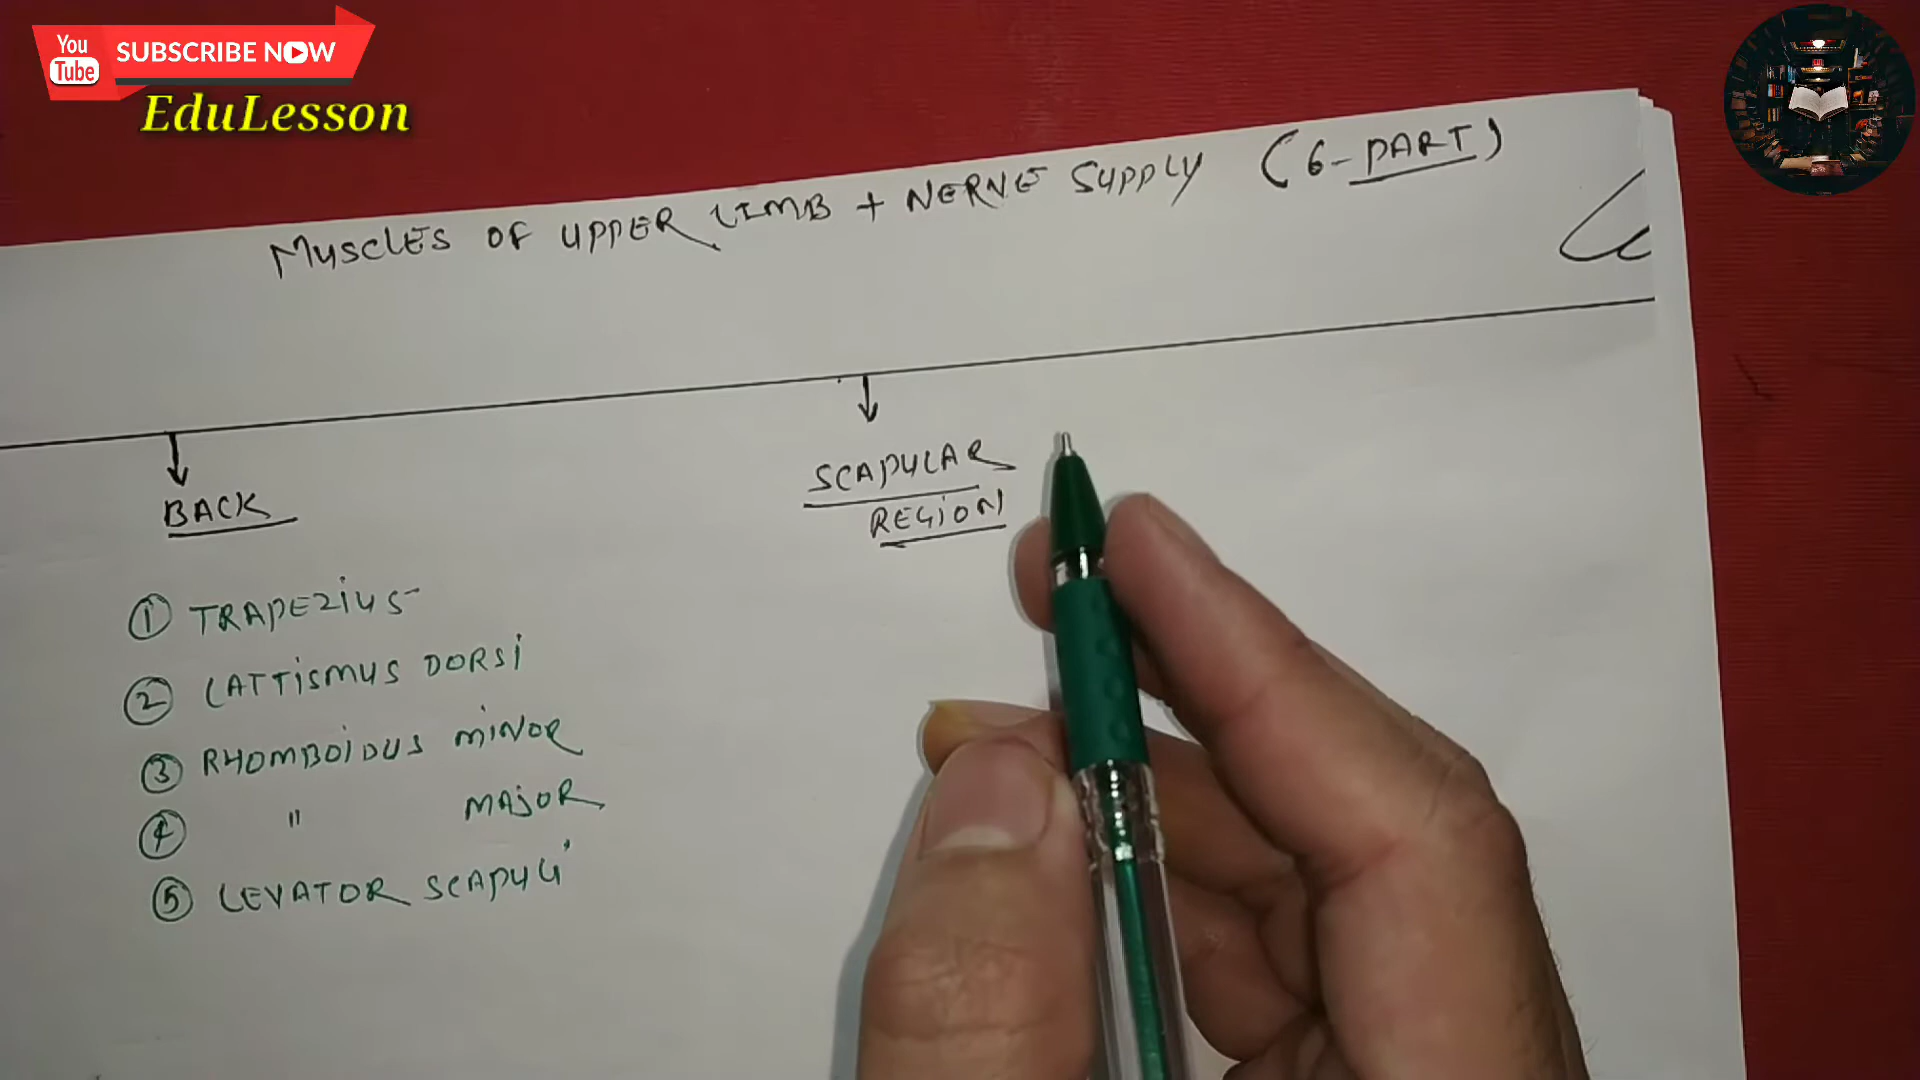 You Tube SUBSCRIBE NOW
EduLesson
MUSCLES OF UPPER LIMB + NERVE SUPPLY (6-PART)
BACK
SCAPULAR
REGION
① TRAPEZIUS
② LATTISMUS DORSI
③ RHOMBOIDUS MINOR
④ " MAJOR
⑤ LEVATOR SCAPULI